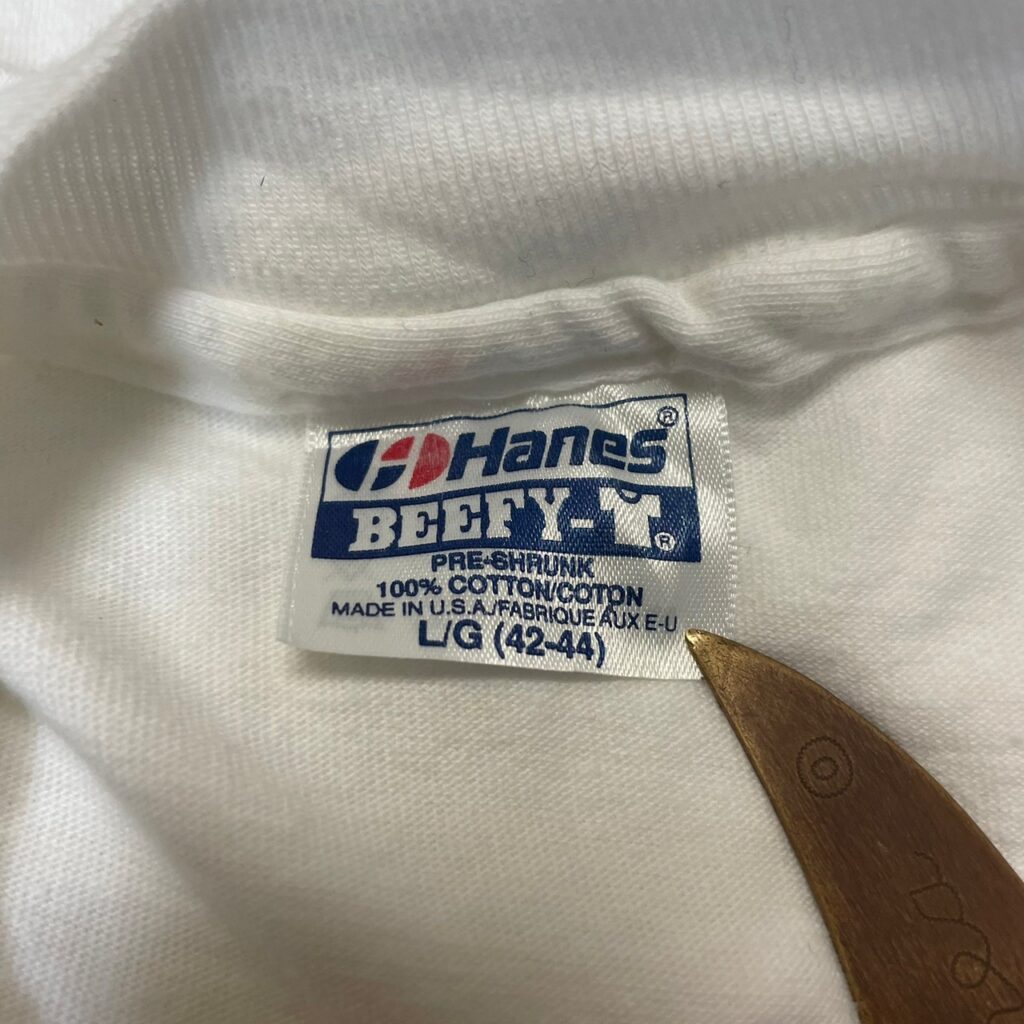 Hanes®
BEEFY-T®
PRE-SHRUNK
100% COTTON/COTON
MADE IN U.S.A./FABRIQUE AUX E-U
L/G (42-44)